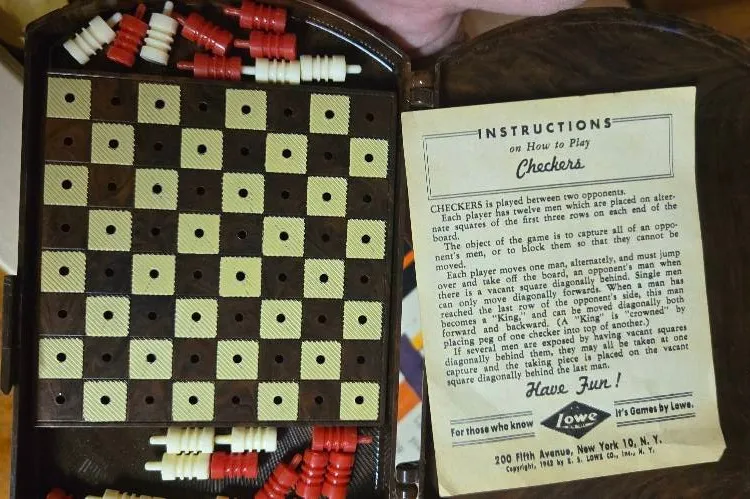 INSTRUCTIONS
on How to Play
Checkers
CHECKERS is played between two opponents.
Each player has twelve men which are placed on alter-
nate squares of the first three rows on each end of the
board.
The object of the game is to capture all of an oppo-
nent's men, or to block them so that they cannot be
moved.
Each player moves one man, alternately, and must jump
over and take off the board, an opponent's man when
there is a vacant square diagonally behind. Single men
can only move diagonally forwards. When a man has
reached the last row of the opponent's side, this man
becomes a "King," and can be moved diagonally both
forward and backward. (A "King" is "crowned" by
placing peg of one checker into top of another.)
If several men are exposed by having vacant squares
diagonally behind them, they may all be taken at one
capture and the taking piece is placed on the vacant
square diagonally behind the last man.
Have Fun!
For those who know
Lowe
It's Games by Lowe.
200 Fifth Avenue, New York 10, N. Y.
Copyright, 1962 by E. S. LOWE CO., Inc., N. Y.